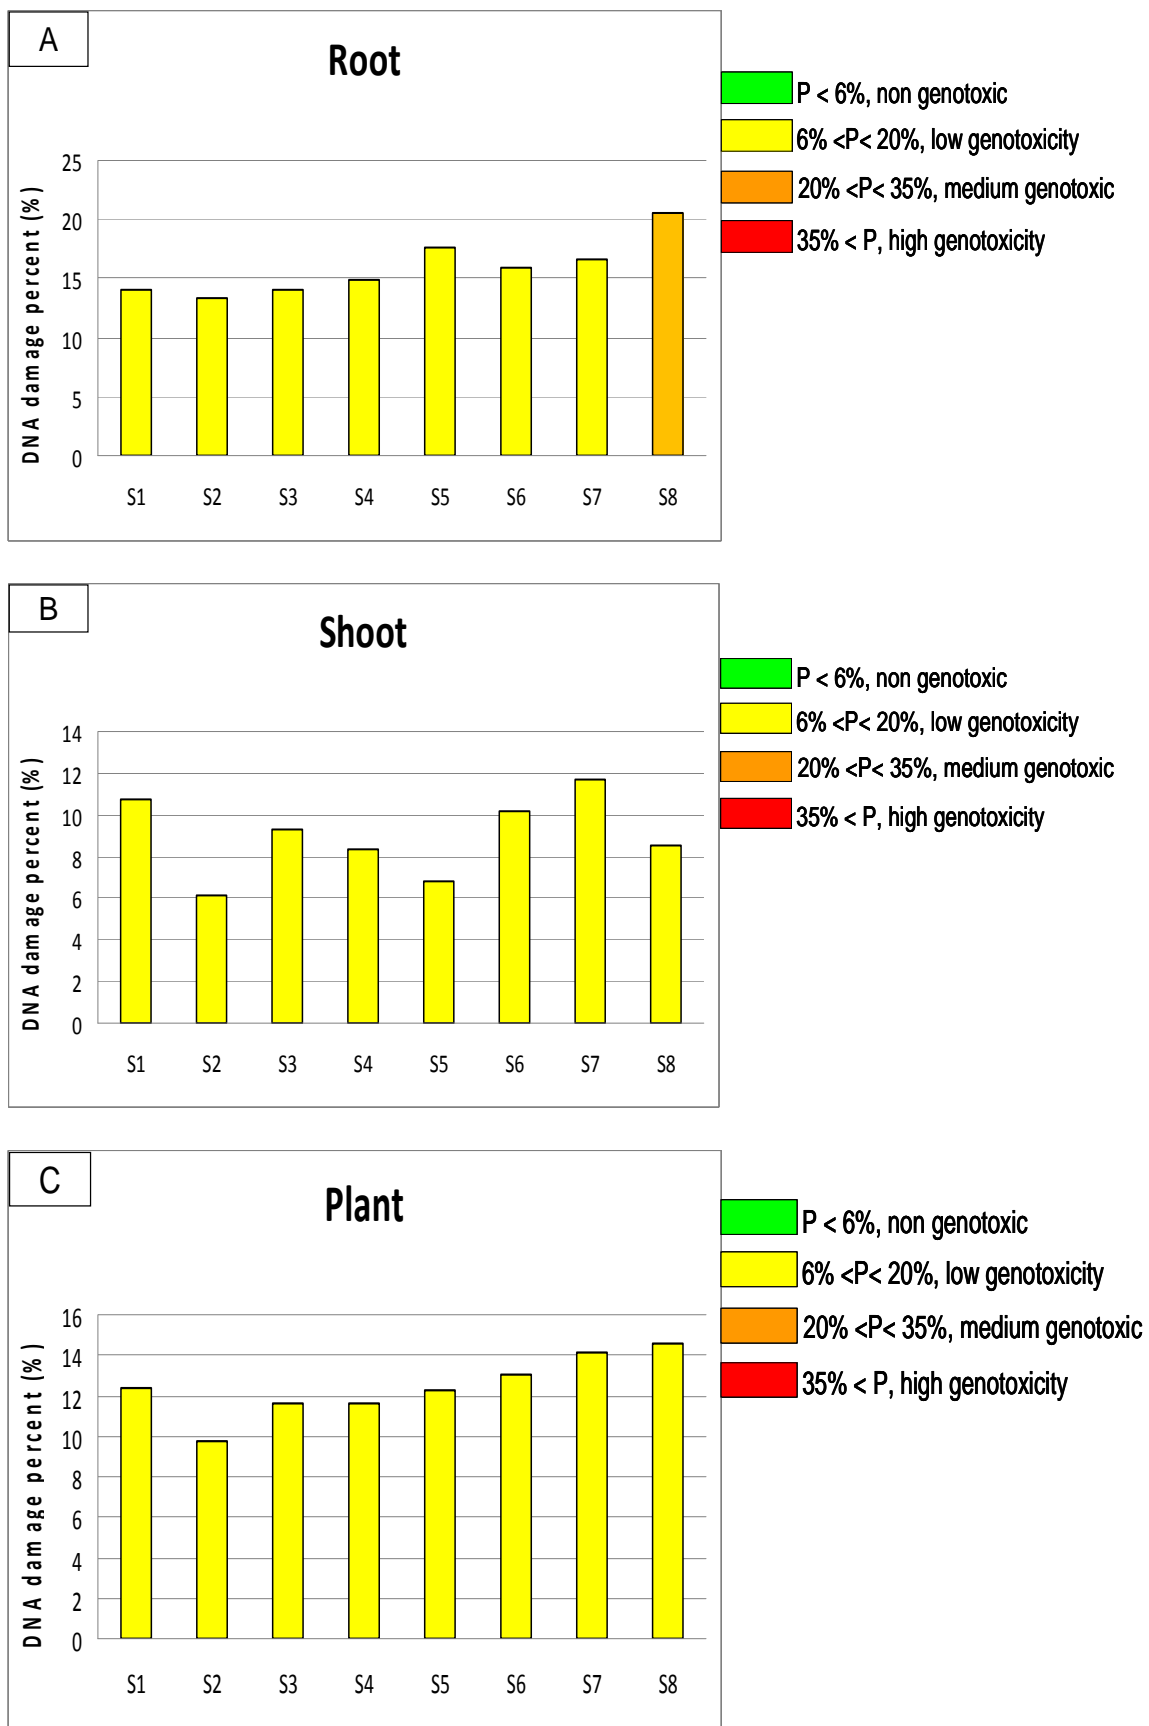 A
Root
P < 6%, non genotoxic
6% <P< 20%, low genotoxicity
20% <P< 35%, medium genotoxic
35% < P, high genotoxicity
DNA damage percent (%)
25
20
15
10
5
0
S1 S2 S3 S4 S5 S6 S7 S8
B
Shoot
P < 6%, non genotoxic
6% <P< 20%, low genotoxicity
20% <P< 35%, medium genotoxic
35% < P, high genotoxicity
DNA damage percent (%)
14
12
10
8
6
4
2
0
S1 S2 S3 S4 S5 S6 S7 S8
C
Plant
P < 6%, non genotoxic
6% <P< 20%, low genotoxicity
20% <P< 35%, medium genotoxic
35% < P, high genotoxicity
DNA damage percent (%)
16
14
12
10
8
6
4
2
0
S1 S2 S3 S4 S5 S6 S7 S8